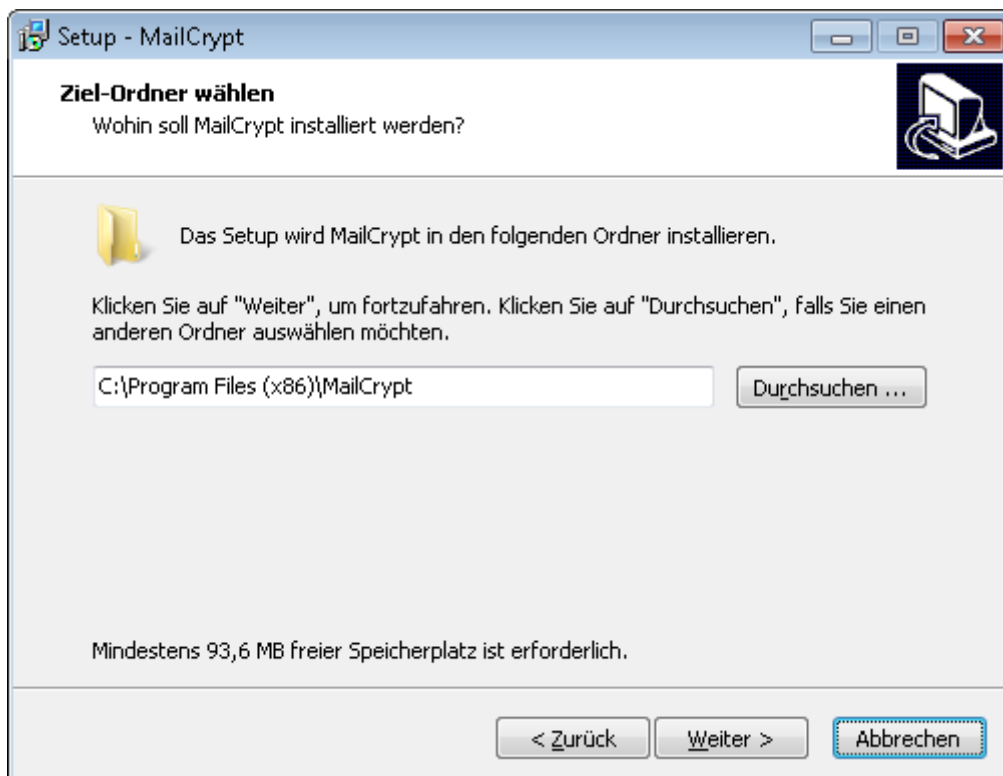 Setup - MailCrypt
Ziel-Ordner wählen
Wohin soll MailCrypt installiert werden?
Das Setup wird MailCrypt in den folgenden Ordner installieren.
Klicken Sie auf "Weiter", um fortzufahren. Klicken Sie auf "Durchsuchen", falls Sie einen
anderen Ordner auswählen möchten.
C:\Program Files (x86)\MailCrypt
Durchsuchen ...
Mindestens 93,6 MB freier Speicherplatz ist erforderlich.
< Zurück
Weiter >
Abbrechen